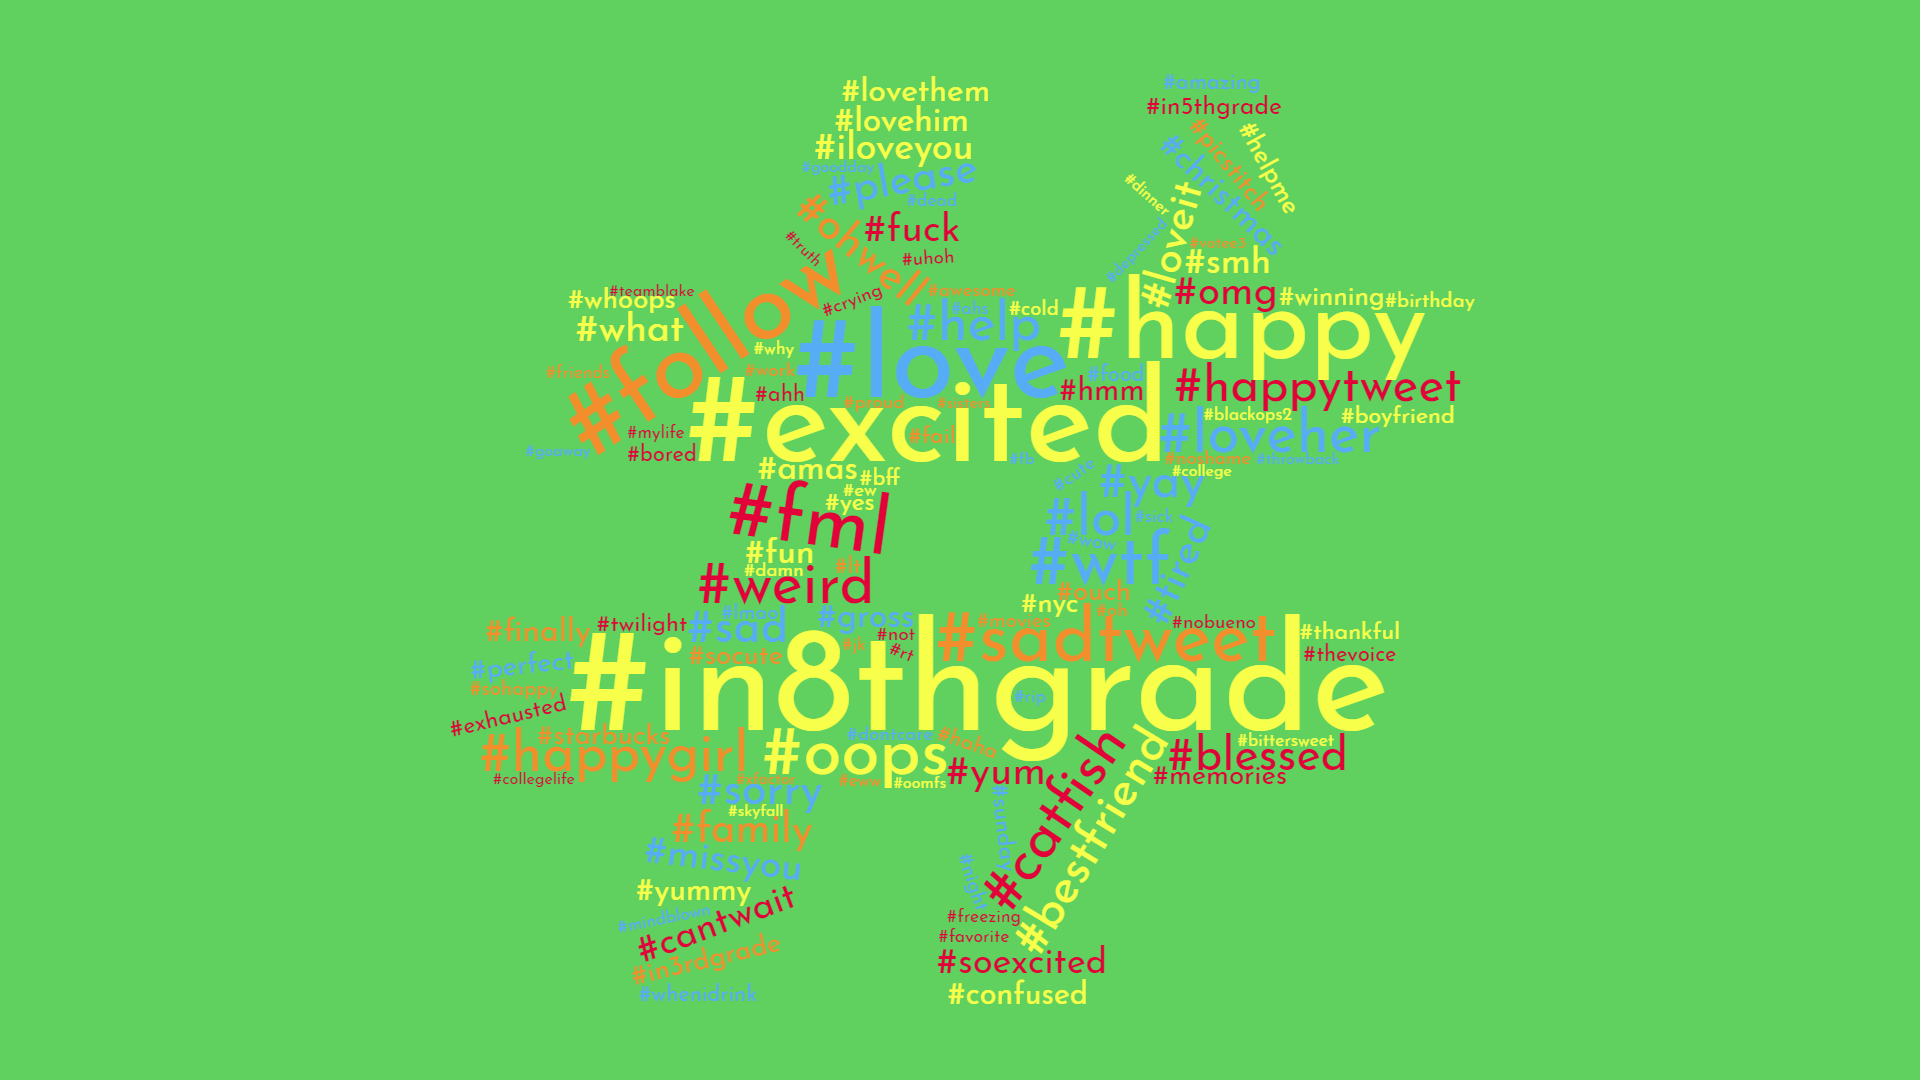 #lovethem
#amazing
#in5thgrade
#lovehim
#iloveyou
#picstitch
#helpme
#christmas
#please
#dead
#dinner
#loveit
#ohwell
#fuck
#truth
#uhoh
#depressed
#smh
#follow
#crying
#awesome
#teamblake
#whoops
#omg
#winning
#birthday
#what
#help
#ahs
#cold
#happy
#why
#love
#friends
#work
#food
#ahh
#hmm
#happytweet
#proud
#excited
#blackops2
#boyfriend
#mylife
#fail
#loveher
#goaway
#bored
#fb
#noshame
#throwback
#amas
#bff
#cute
#yay
#college
#ew
#yes
#fml
#lol
#sick
#wow
#fun
#wtf
#tired
#damn
#lt
#weird
#ouch
#nyc
#oh
#lmao
#gross
#twilight
#sad
#movies
#nobueno
#finally
#not
#sadtweet
#thankful
#jk
#rt
#socute
#thevoice
#perfect
#sohappy
#in8thgrade
#rip
#exhausted
#starbucks
#dontcare
#haha
#bittersweet
#happygirl
#oops
#blessed
#collegelife
#xfactor
#oomfs
#yum
#memories
#sorry
#skyfall
#sunday
#catfish
#bestfriend
#family
#missyou
#night
#yummy
#mindblown
#cantwait
#freezing
#favorite
#in3rdgrade
#soexcited
#whenidrink
#confused